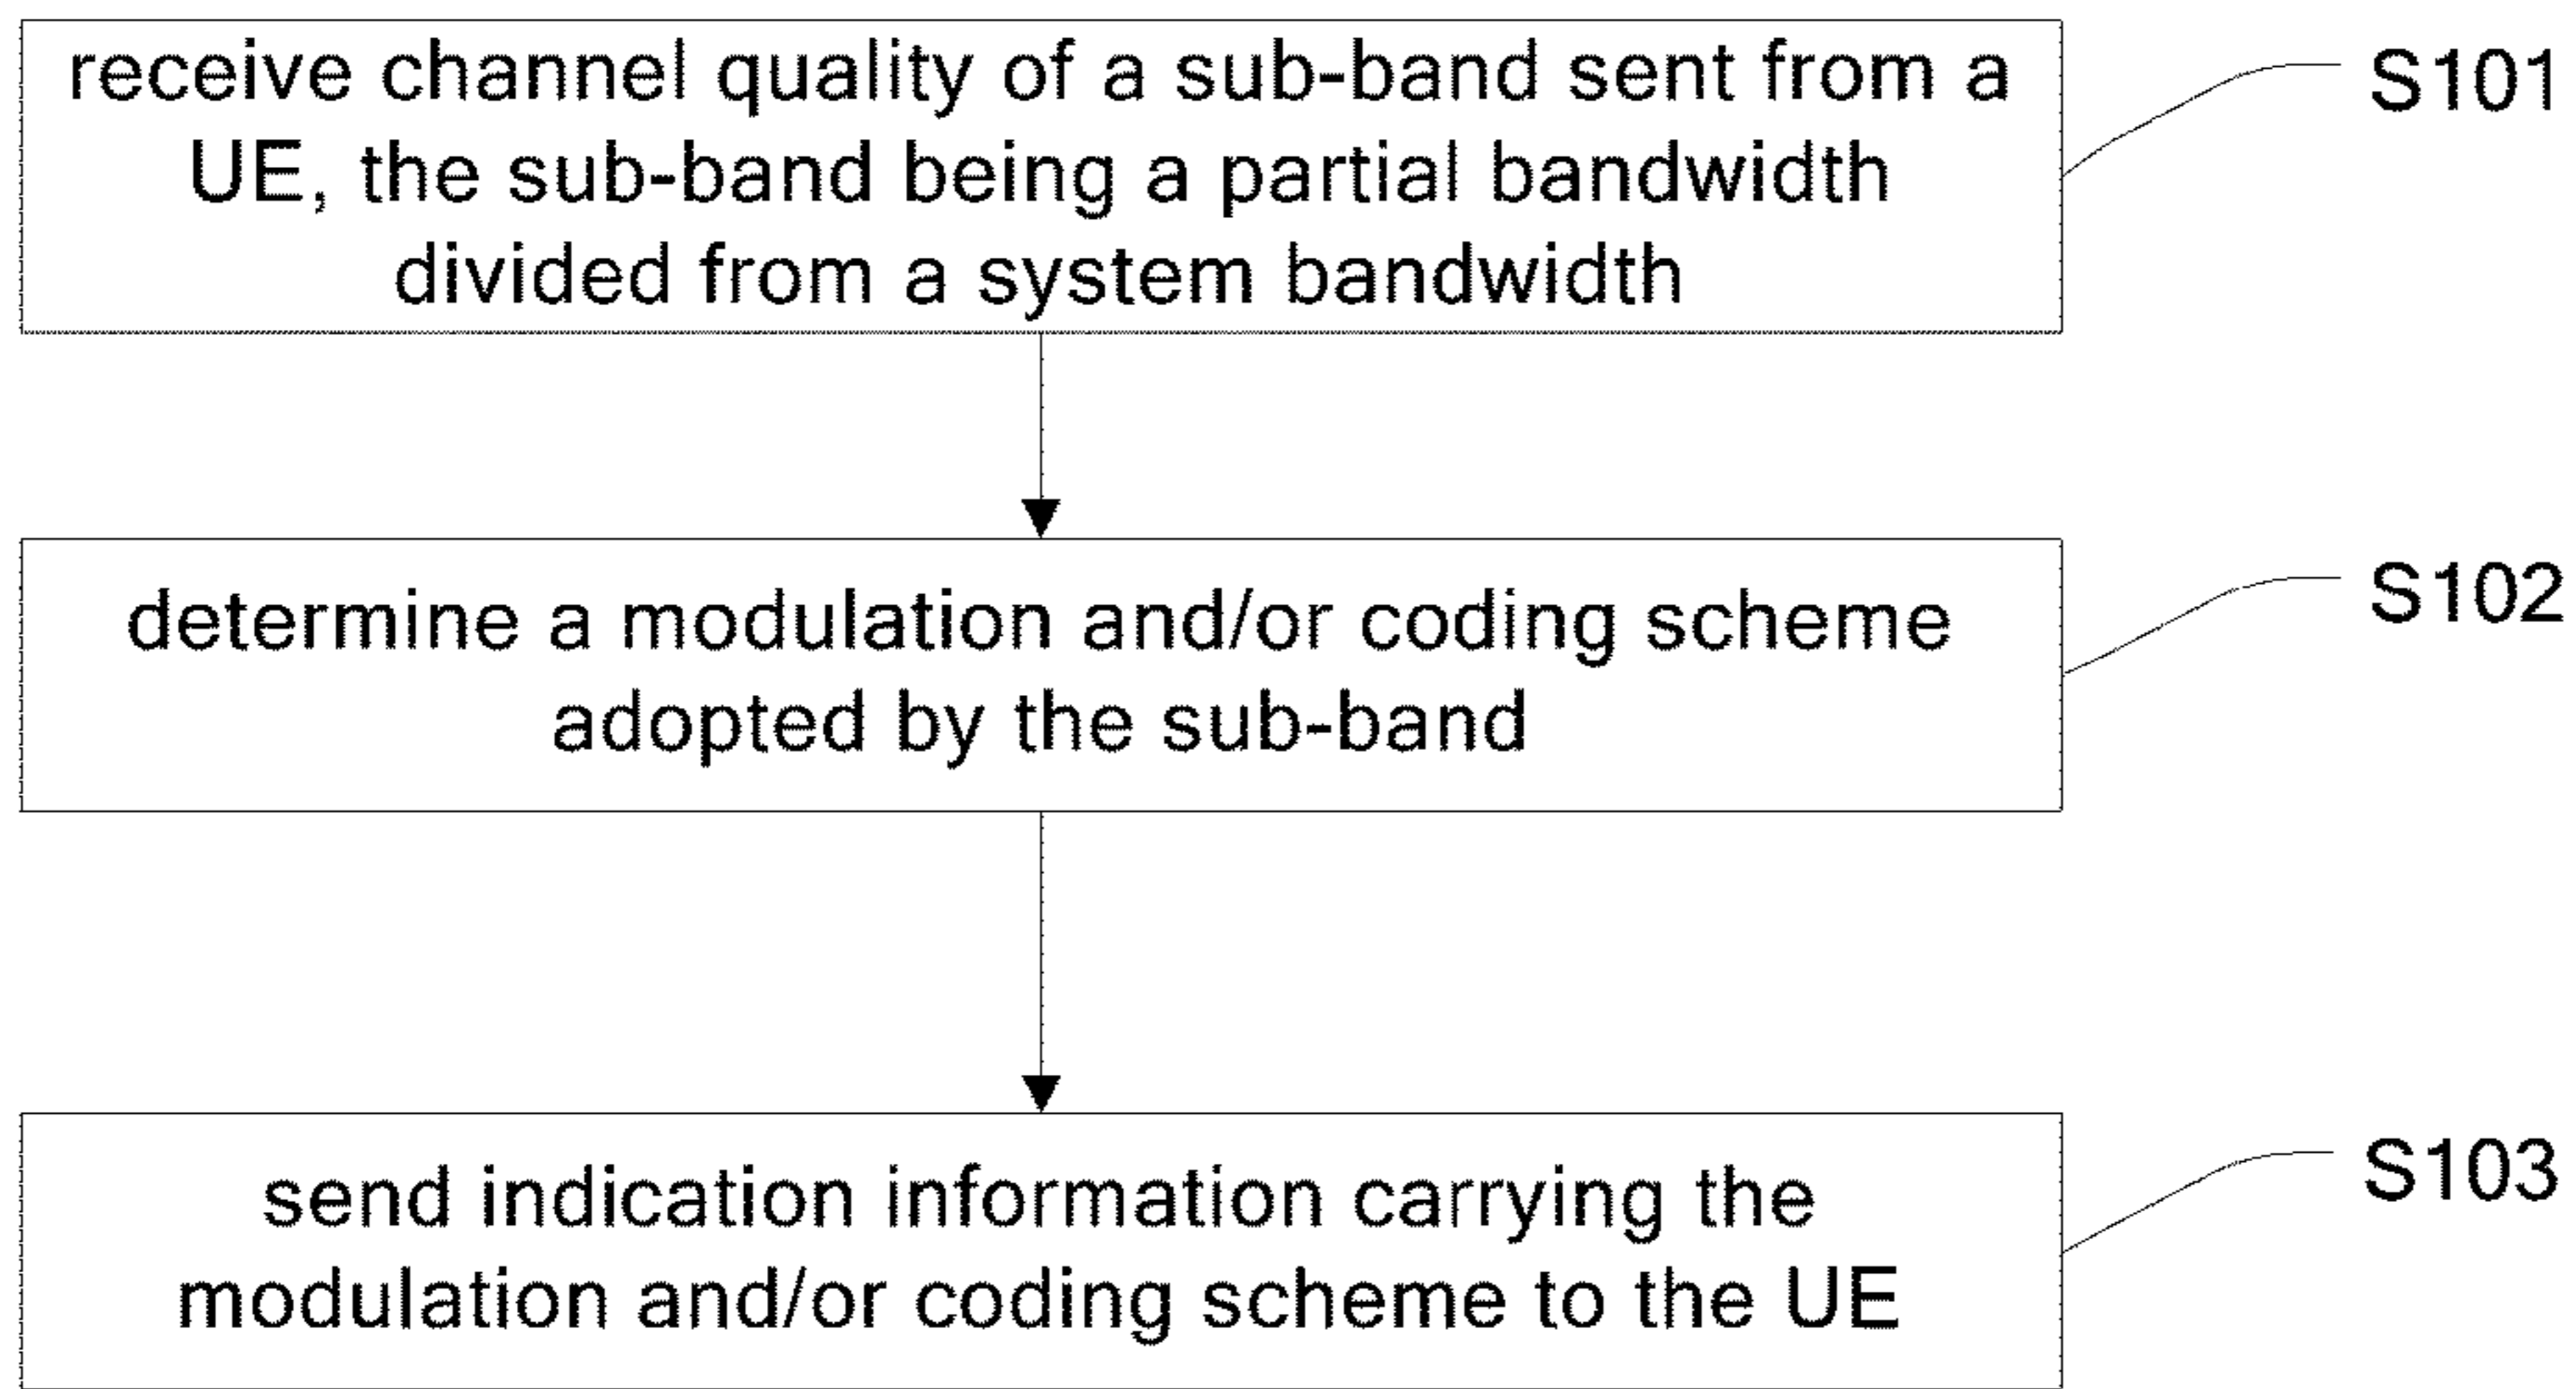 receive channel quality of a sub-band sent from a
UE, the sub-band being a partial bandwidth
divided from a system bandwidth
S101
determine a modulation and/or coding scheme
adopted by the sub-band
S102
send indication information carrying the
modulation and/or coding scheme to the UE
S103